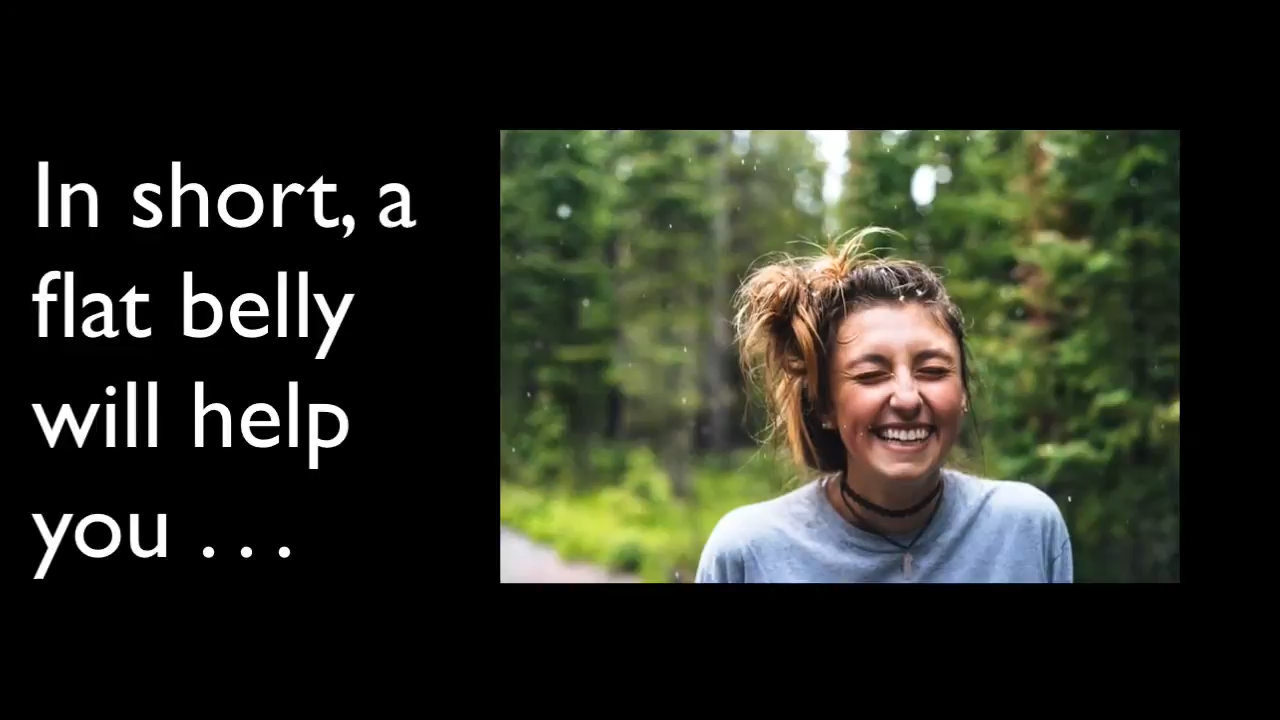 In short, a
flat belly
will help
you . . .